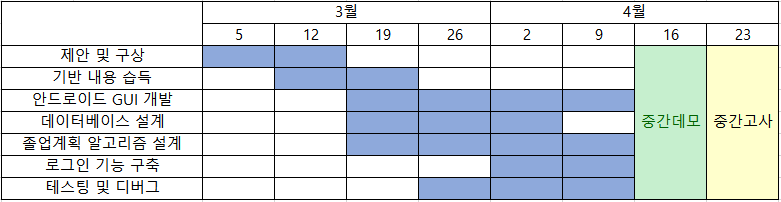 3월 4월
5 12 19 26 2 9 16 23
제안 및 구상
기반 내용 습득
안드로이드 GUI 개발
데이터베이스 설계 중간데모 중간고사
졸업계획 알고리즘 설계
로그인 기능 구축
테스팅 및 디버그